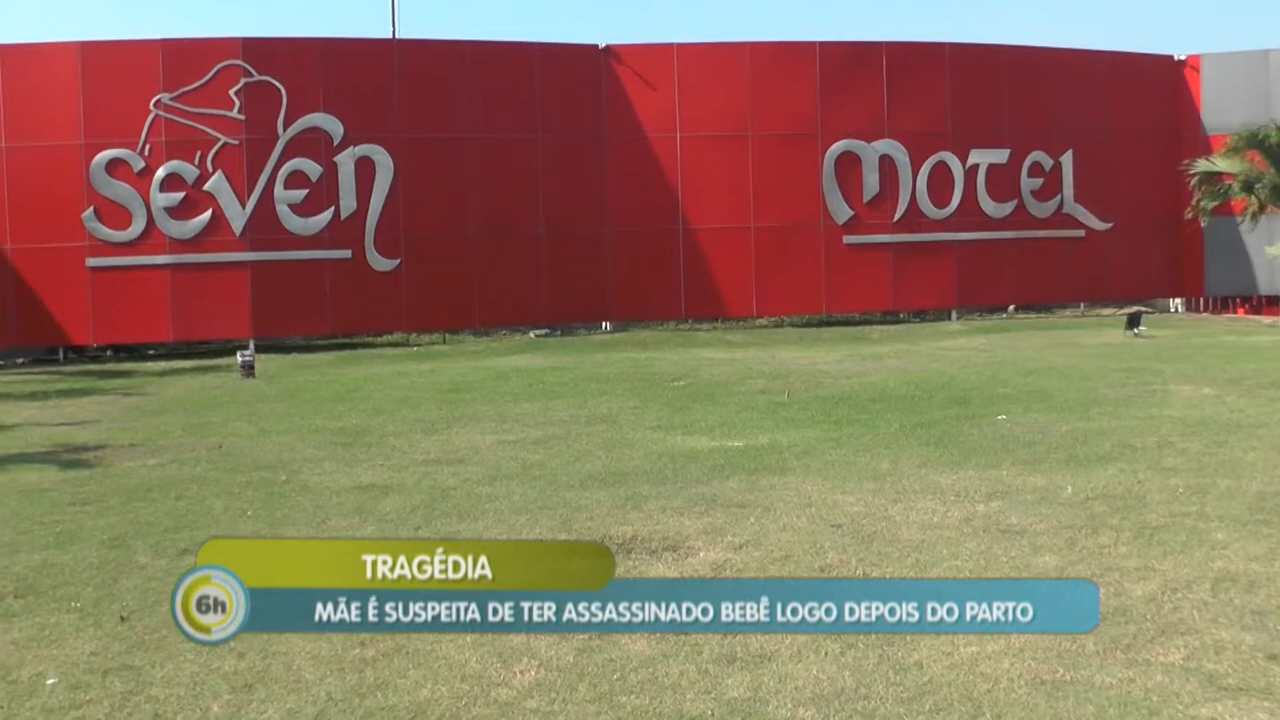 SEVEN
MOTEL
TRAGÉDIA
6h
MÃE É SUSPEITA DE TER ASSASSINADO BEBÊ LOGO DEPOIS DO PARTO